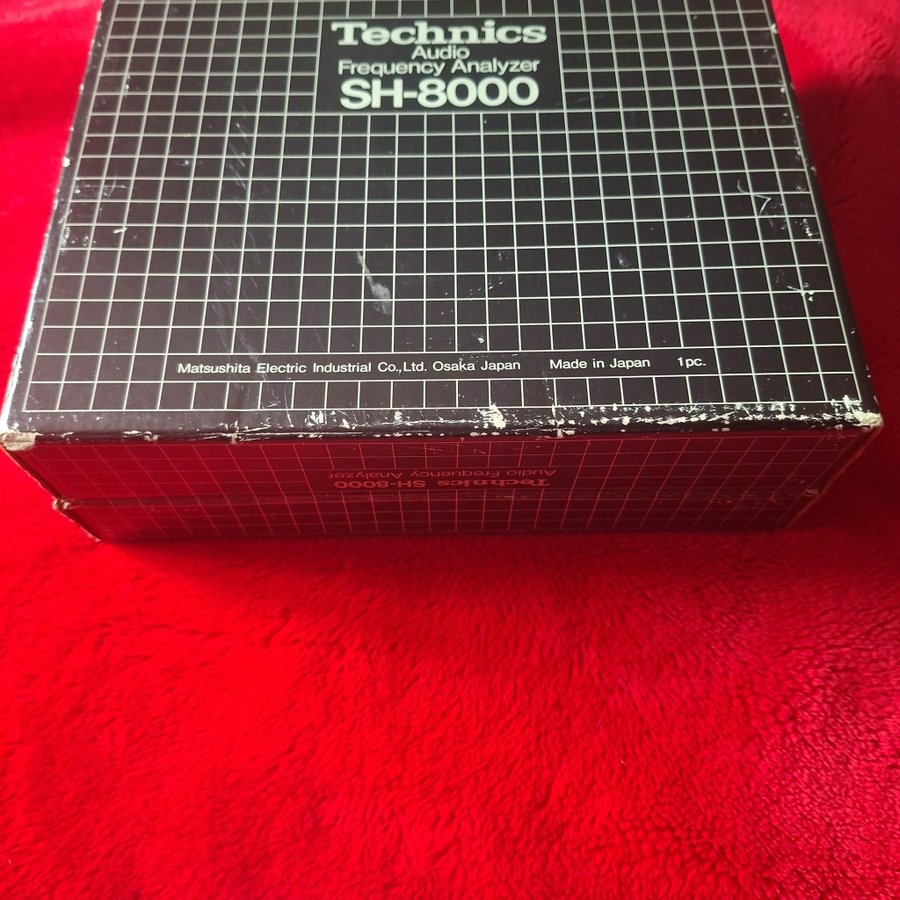 Technics
Audio
Frequency Analyzer
SH-8000
Matsushita Electric Industrial Co.,Ltd. Osaka Japan Made in Japan 1pc.
Technics SH-8000
Audio Frequency Analyzer